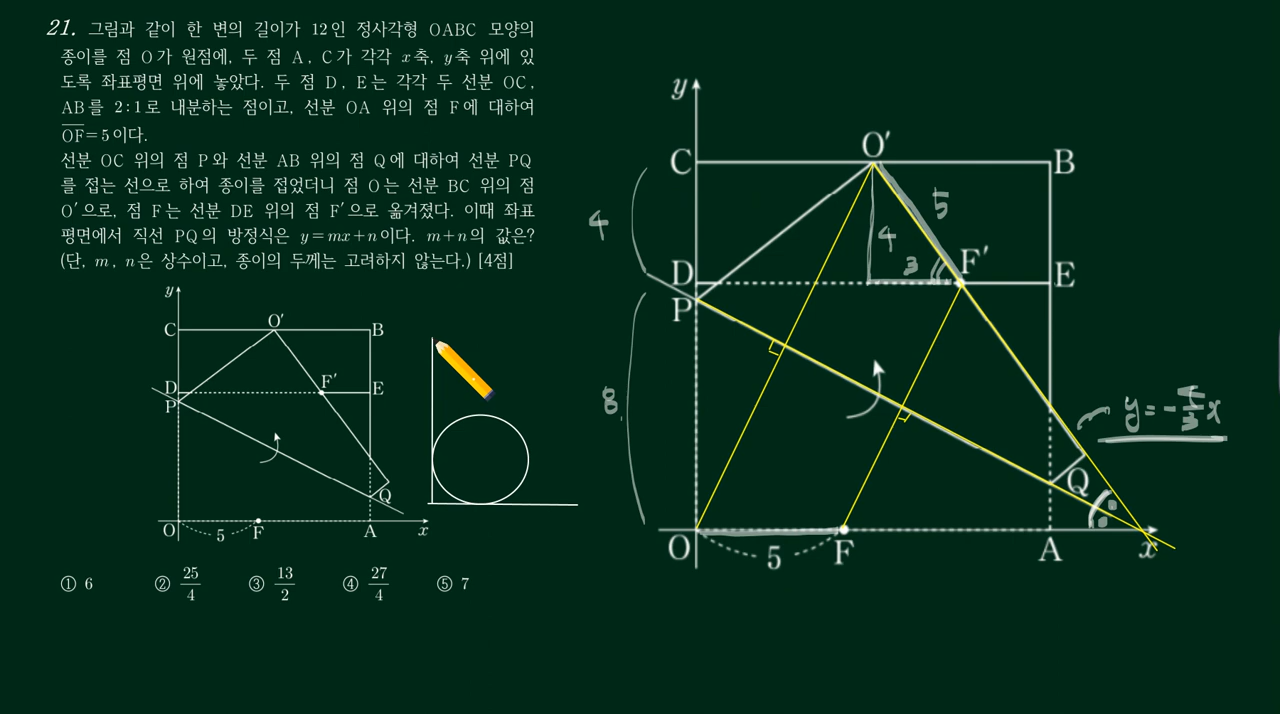 21. 그림과 같이 한 변의 길이가 12인 정사각형 OABC 모양의
종이를 점 O가 원점에, 두 점 A, C가 각각 x축, y축 위에 있
도록 좌표평면 위에 놓았다. 두 점 D, E는 각각 두 선분 OC,
AB를 2:1로 내분하는 점이고, 선분 OA 위의 점 F에 대하여
OF=5이다.
선분 OC 위의 점 P와 선분 AB 위의 점 Q에 대하여 선분 PQ
를 접는 선으로 하여 종이를 접었더니 점 O는 선분 BC 위의 점
O′으로, 점 F는 선분 DE 위의 점 F′으로 옮겨졌다. 이때 좌표
평면에서 직선 PQ의 방정식은 y=mx+n이다. m+n의 값은?
(단, m, n은 상수이고, 종이의 두께는 고려하지 않는다.) [4점]
y
C O′ B
D F′ E
P
Q
O 5 F A x
① 6 ② 25/4 ③ 13/2 ④ 27/4 ⑤ 7
y
C O′ B
4 5
4
3
D F′ E
P
8
Q
O 5 F A x